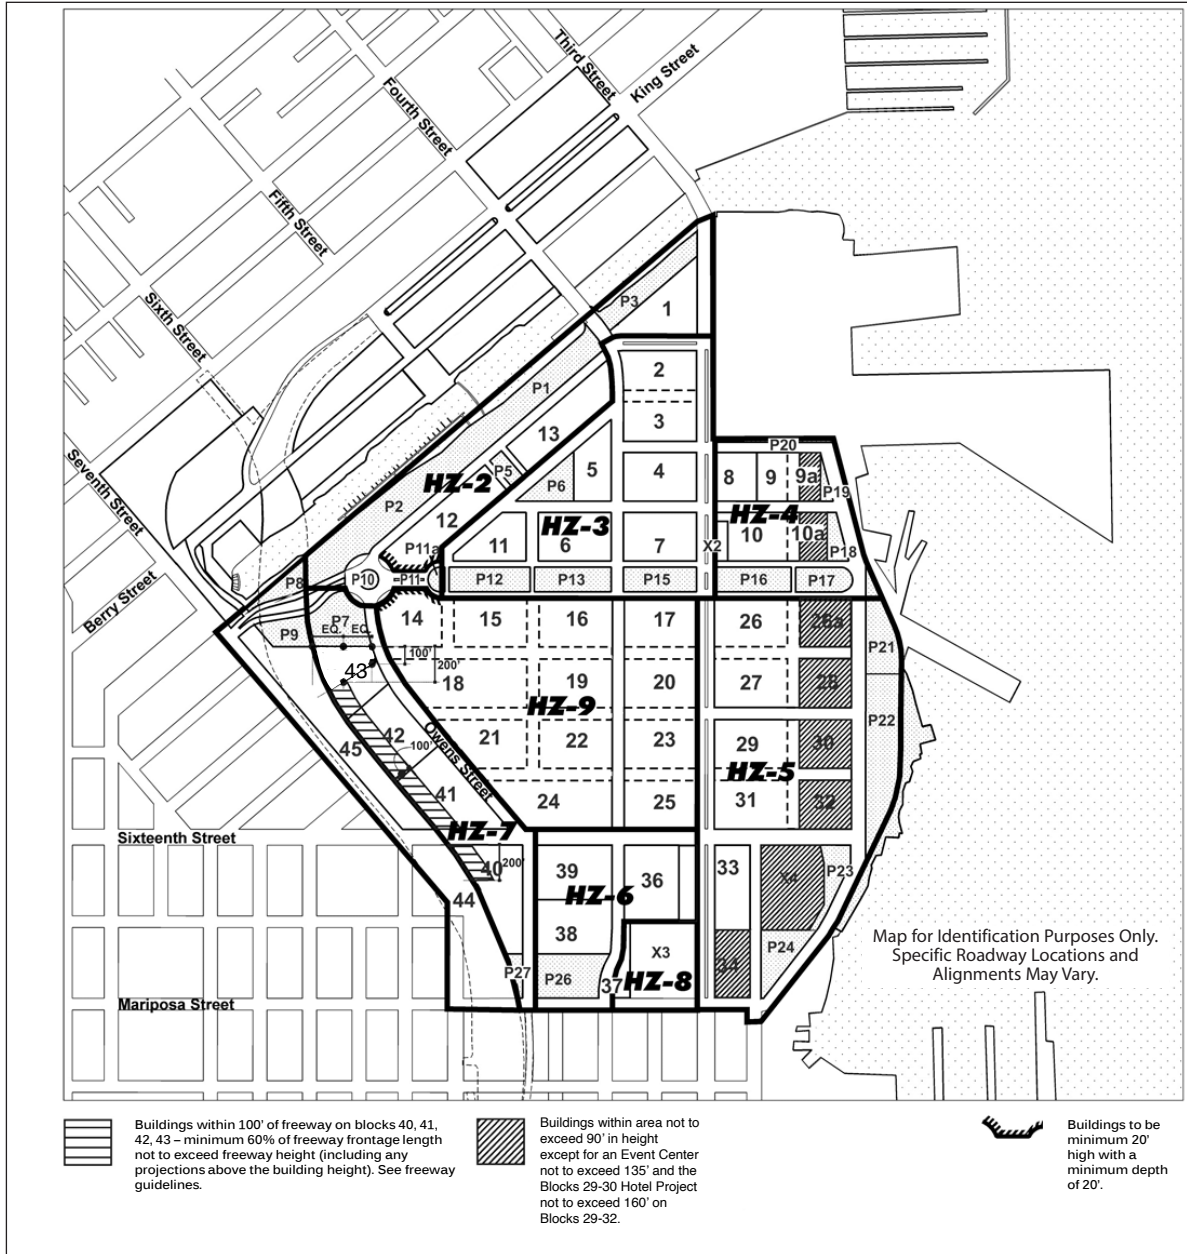 Third Street
King Street
Fourth Street
Fifth Street
Sixth Street
Seventh Street
Berry Street
P3
1
2
P1
3
13
P20
5
4
P5
8
9
9a
HZ-2
P6
P19
P2
12
HZ-3
HZ-4
10
10a
11
6
7
X2
P11a
P18
P8
P10
P11
P12
P13
P15
P16
P17
P7
14
15
16
17
26
26a
P9
EQ.
EQ.
P21
100'
200'
43
18
19
20
27
28
HZ-9
P22
42
Owens Street
21
22
23
29
30
45
100'
HZ-5
41
24
25
31
32
Sixteenth Street
HZ-7
40
200'
39
36
33
X4
P23
44
HZ-6
38
34
P24
X3
P27
P26
37
HZ-8
Mariposa Street
Map for Identification Purposes Only.
Specific Roadway Locations and
Alignments May Vary.
Buildings within 100' of freeway on blocks 40, 41,
42, 43 – minimum 60% of freeway frontage length
not to exceed freeway height (including any
projections above the building height). See freeway
guidelines.
Buildings within area not to
exceed 90' in height
except for an Event Center
not to exceed 135' and the
Blocks 29-30 Hotel Project
not to exceed 160' on
Blocks 29-32.
Buildings to be
minimum 20'
high with a
minimum depth
of 20'.